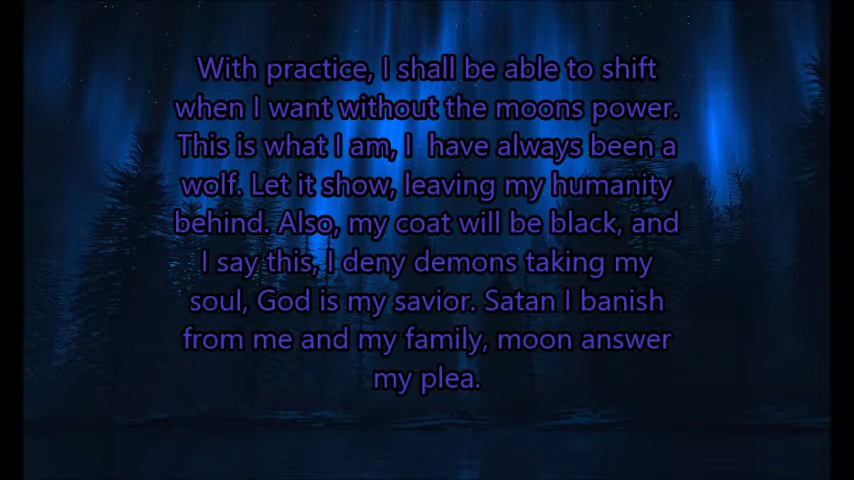 With practice, I shall be able to shift
when I want without the moons power.
This is what I am, I  have always been a
wolf. Let it show, leaving my humanity
behind. Also, my coat will be black, and
I say this, I deny demons taking my
soul, God is my savior. Satan I banish
from me and my family, moon answer
my plea.